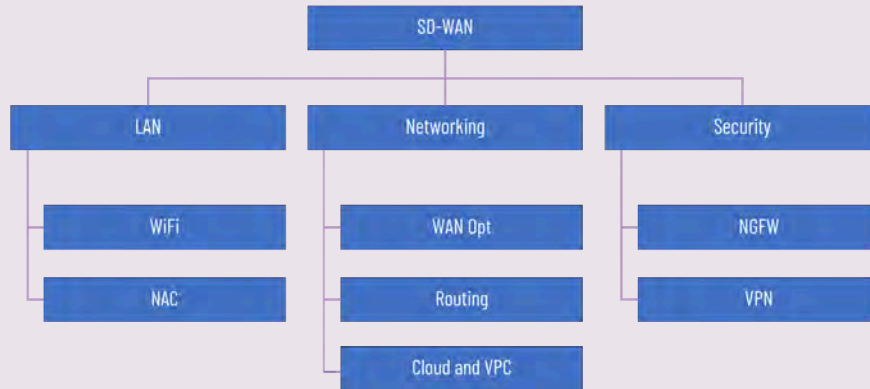 SD-WAN
LAN
Networking
Security
WiFi
WAN Opt
NGFW
NAC
Routing
VPN
Cloud and VPC